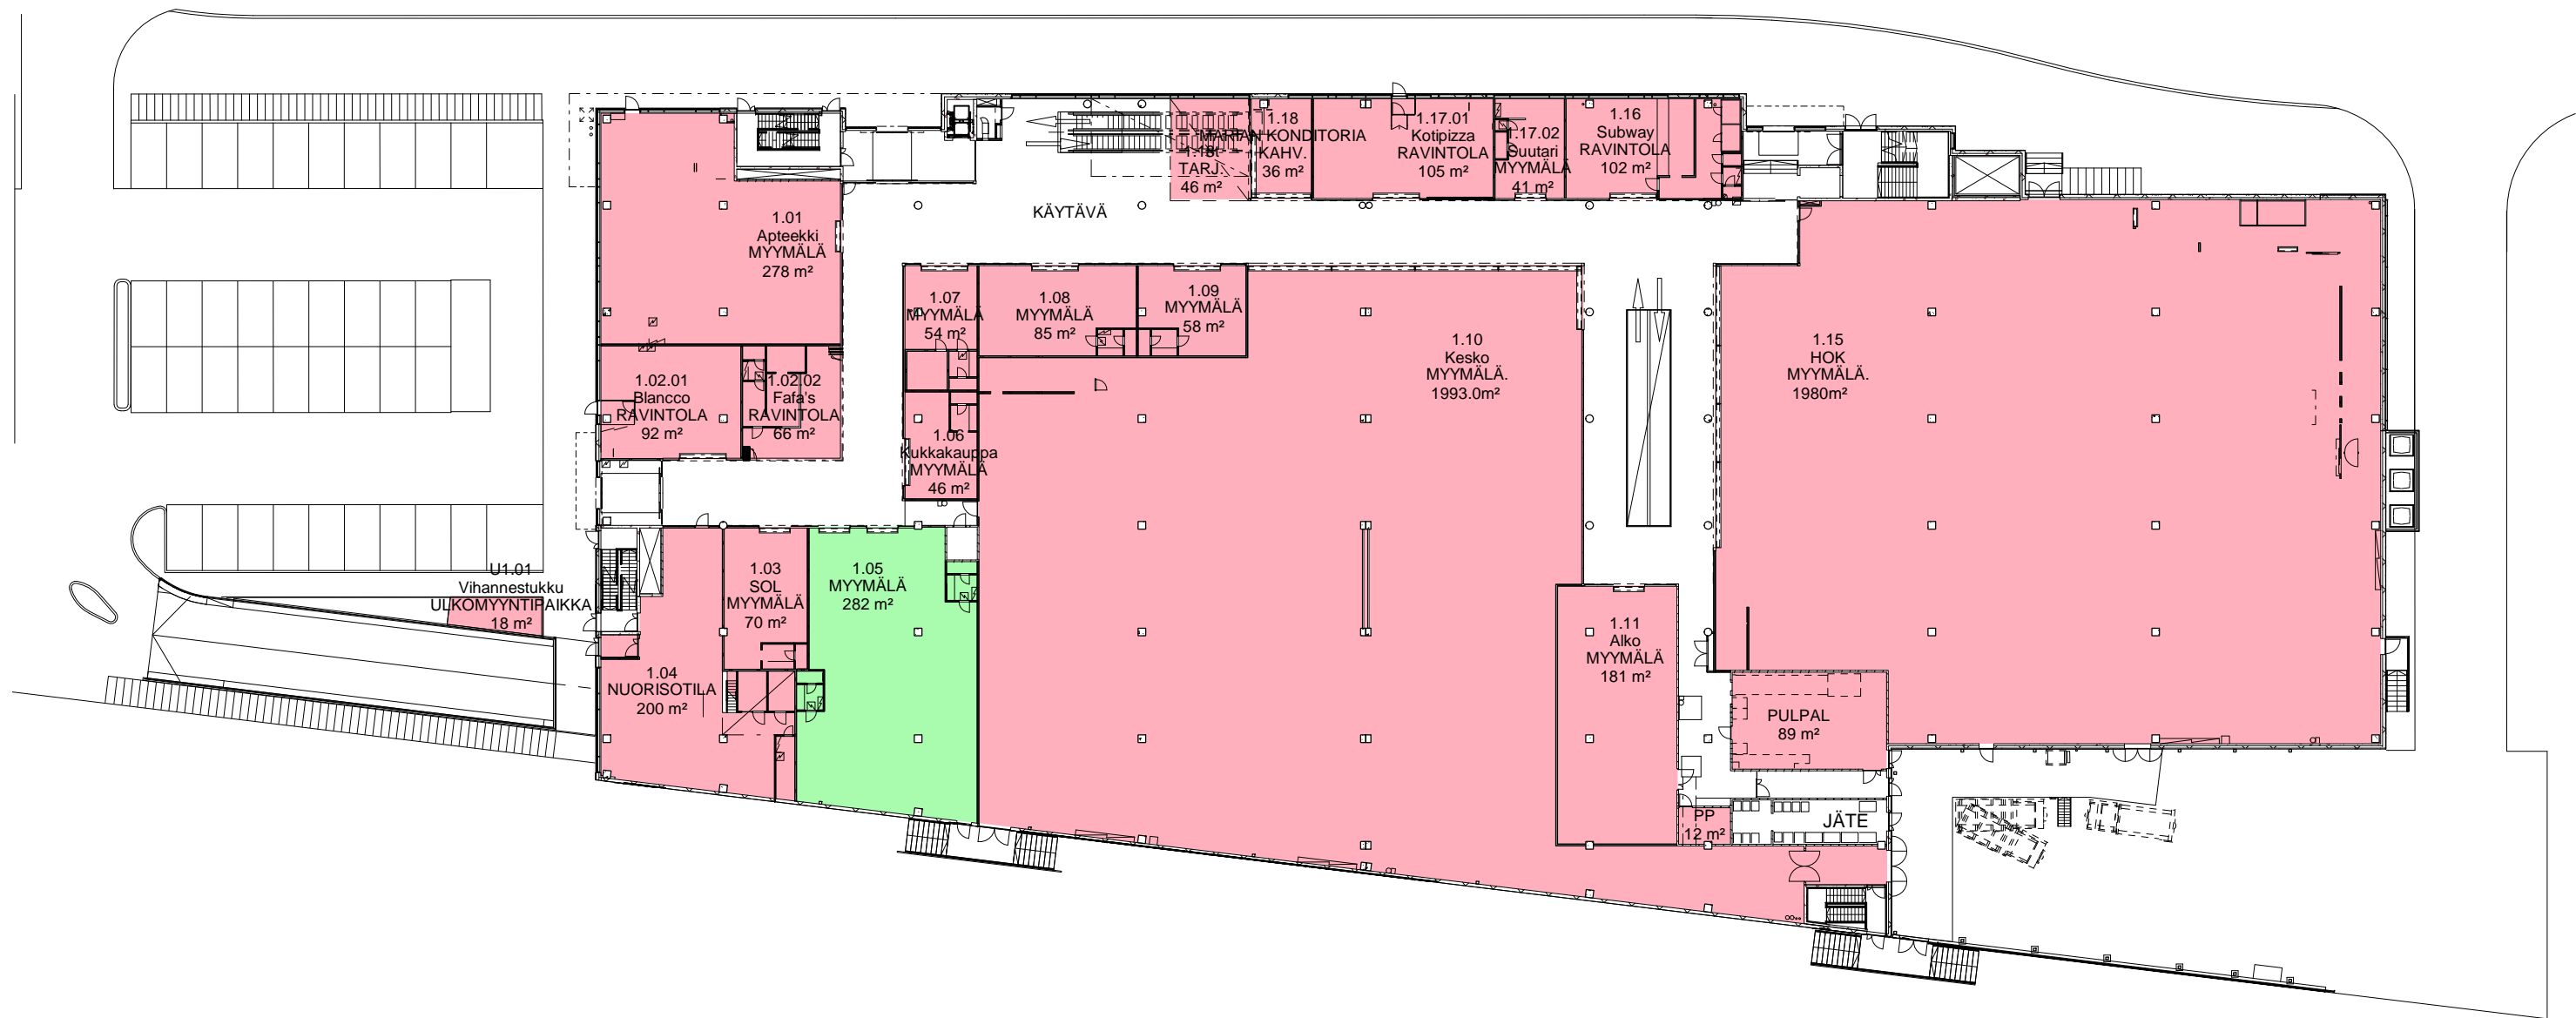 1.18
MARIAN KONDITORIA
KAHV.
36 m²
TARJ.
46 m²
1.17.01
Kotipizza
RAVINTOLA
105 m²
1.17.02
Suutari
MYYMÄLÄ
41 m²
1.16
Subway
RAVINTOLA
102 m²
KÄYTÄVÄ
1.01
Apteekki
MYYMÄLÄ
278 m²
1.07
MYYMÄLÄ
54 m²
1.08
MYYMÄLÄ
85 m²
1.09
MYYMÄLÄ
58 m²
1.10
Kesko
MYYMÄLÄ.
1993.0m²
1.15
HOK
MYYMÄLÄ.
1980m²
1.02.01
Blancco
RAVINTOLA
92 m²
1.02.02
Fafa's
RAVINTOLA
66 m²
1.06
Kukkakauppa
MYYMÄLÄ
46 m²
U1.01
Vihannestukku
ULKOMYYNTIPAIKKA
18 m²
1.03
SOL
MYYMÄLÄ
70 m²
1.05
MYYMÄLÄ
282 m²
1.04
NUORISOTILA
200 m²
1.11
Alko
MYYMÄLÄ
181 m²
PULPAL
89 m²
PP
12 m²
JÄTE